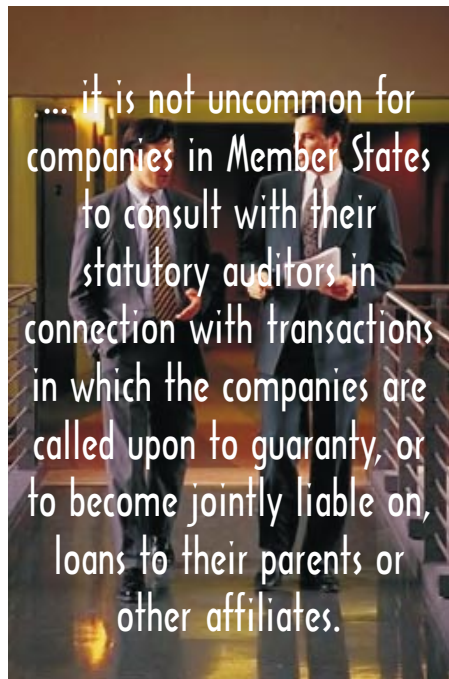 ... it is not uncommon for
companies in Member States
to consult with their
statutory auditors in
connection with transactions
in which the companies are
called upon to guaranty, or
to become jointly liable on,
loans to their parents or
other affiliates.